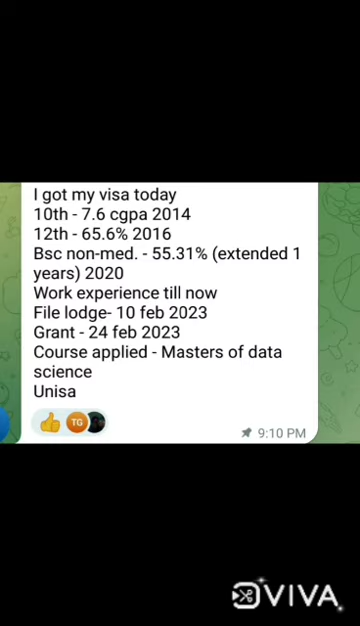 I got my visa today
10th - 7.6 cgpa 2014
12th - 65.6% 2016
Bsc non-med. - 55.31% (extended 1
years) 2020
Work experience till now
File lodge- 10 feb 2023
Grant - 24 feb 2023
Course applied - Masters of data
science
Unisa
TG
9:10 PM
VIVA